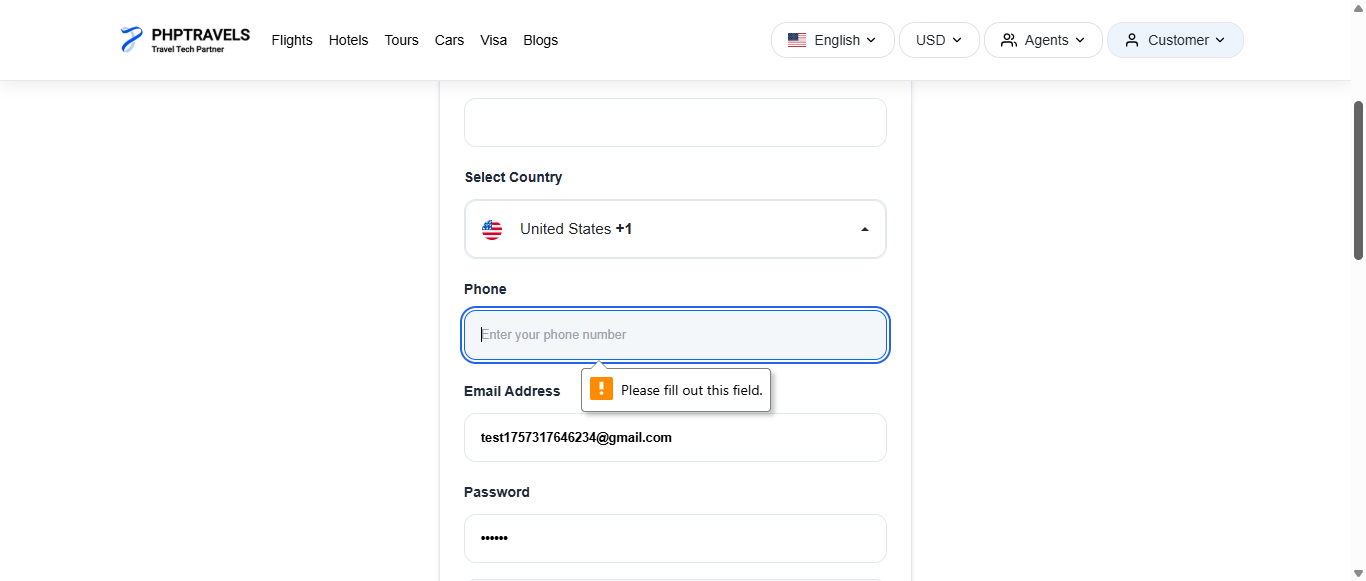 PHPTRAVELS
Travel Tech Partner
Flights Hotels Tours Cars Visa Blogs
English USD Agents Customer
Select Country
United States +1
Phone
Enter your phone number
Please fill out this field.
Email Address
test1757317646234@gmail.com
Password
••••••